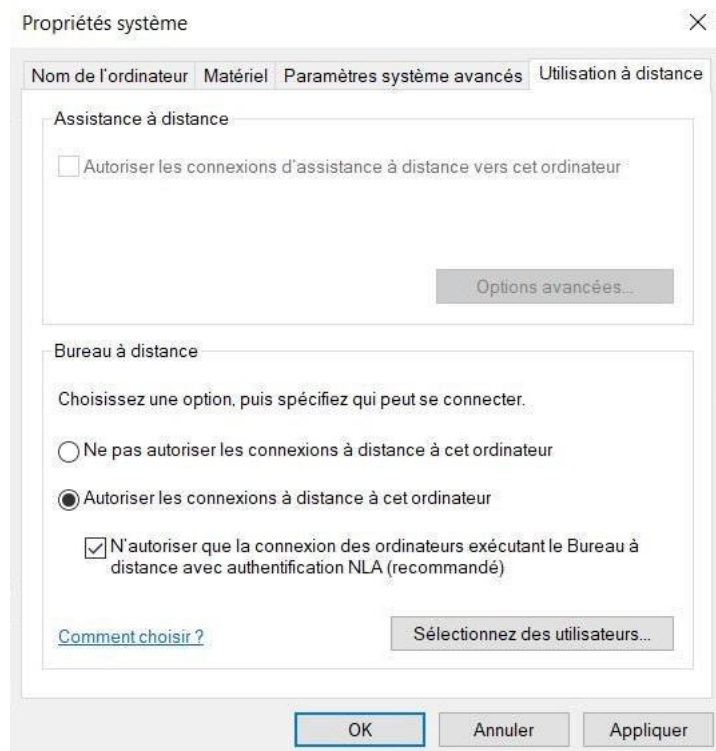 Propriétés système
Nom de l'ordinateur Matériel Paramètres système avancés Utilisation à distance
Assistance à distance
Autoriser les connexions d'assistance à distance vers cet ordinateur
Options avancées...
Bureau à distance
Choisissez une option, puis spécifiez qui peut se connecter.
Ne pas autoriser les connexions à distance à cet ordinateur
Autoriser les connexions à distance à cet ordinateur
N'autoriser que la connexion des ordinateurs exécutant le Bureau à
distance avec authentification NLA (recommandé)
Comment choisir ?
Sélectionnez des utilisateurs...
OK Annuler Appliquer